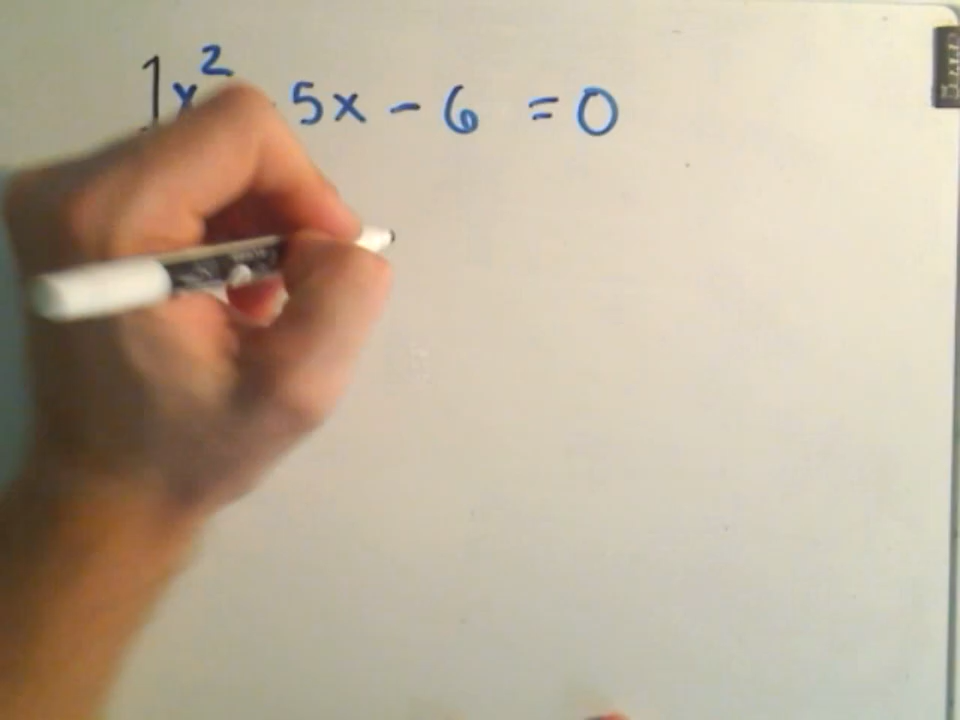 1x² - 5x - 6 = 0